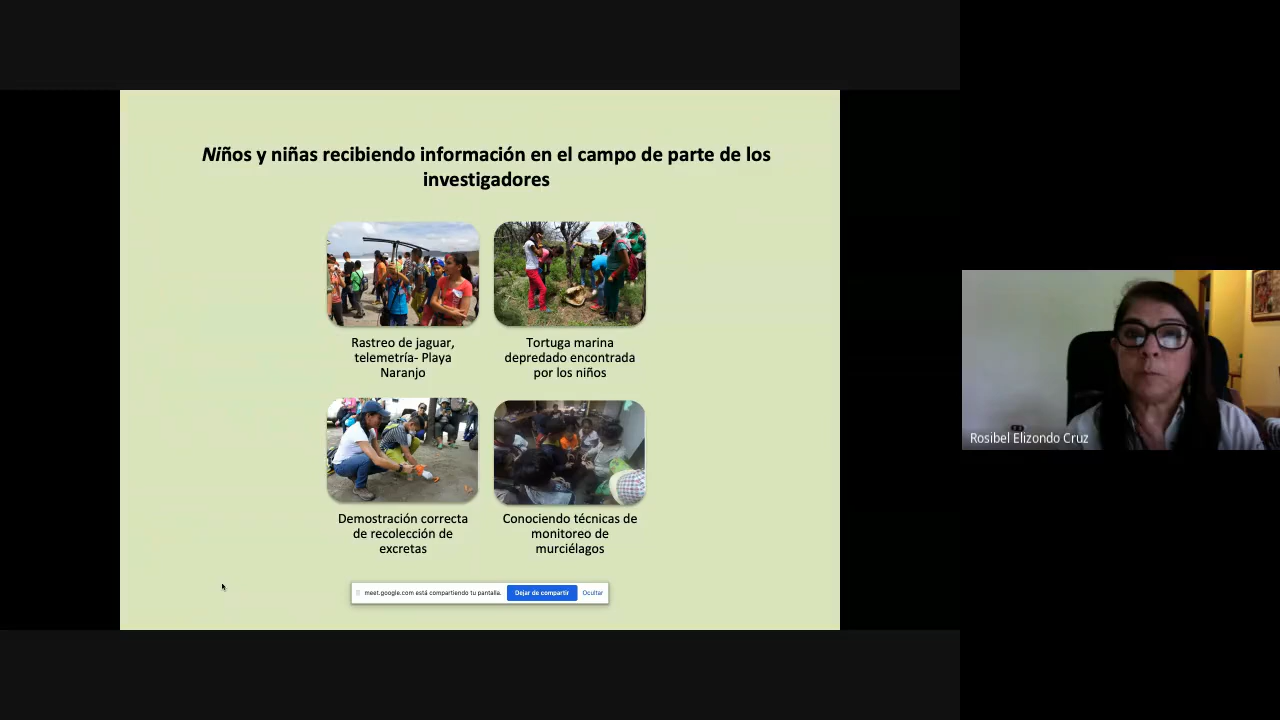 Niños y niñas recibiendo información en el campo de parte de los
investigadores
Rastreo de jaguar,
telemetría- Playa
Naranjo
Tortuga marina
depredado encontrada
por los niños
Demostración correcta
de recolección de
excretas
Conociendo técnicas de
monitoreo de
murciélagos
meet.google.com está compartiendo tu pantalla.
Dejar de compartir
Ocultar
Rosibel Elizondo Cruz